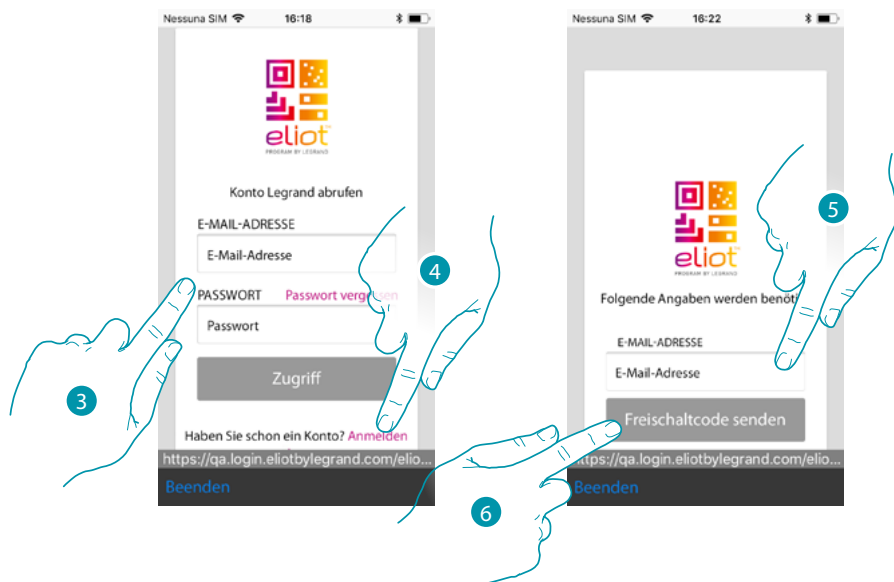 Nessuna SIM 16:18
eliot™
PROGRAM BY LEGRAND
Konto Legrand abrufen
E-MAIL-ADRESSE
E-Mail-Adresse
PASSWORT Passwort
Passwort
Zugriff
Haben Sie schon ein Konto? Anmelden
https://qa.login.eliotbylegrand.com/elio...
Beenden
3
4
Nessuna SIM 16:22
eliot
PROGRAM BY LEGRAND
Folgende Angaben werden benöti
E-MAIL-ADRESSE
E-Mail-Adresse
Freischaltcode senden
https://qa.login.eliotbylegrand.com/elio...
Beenden
5
6